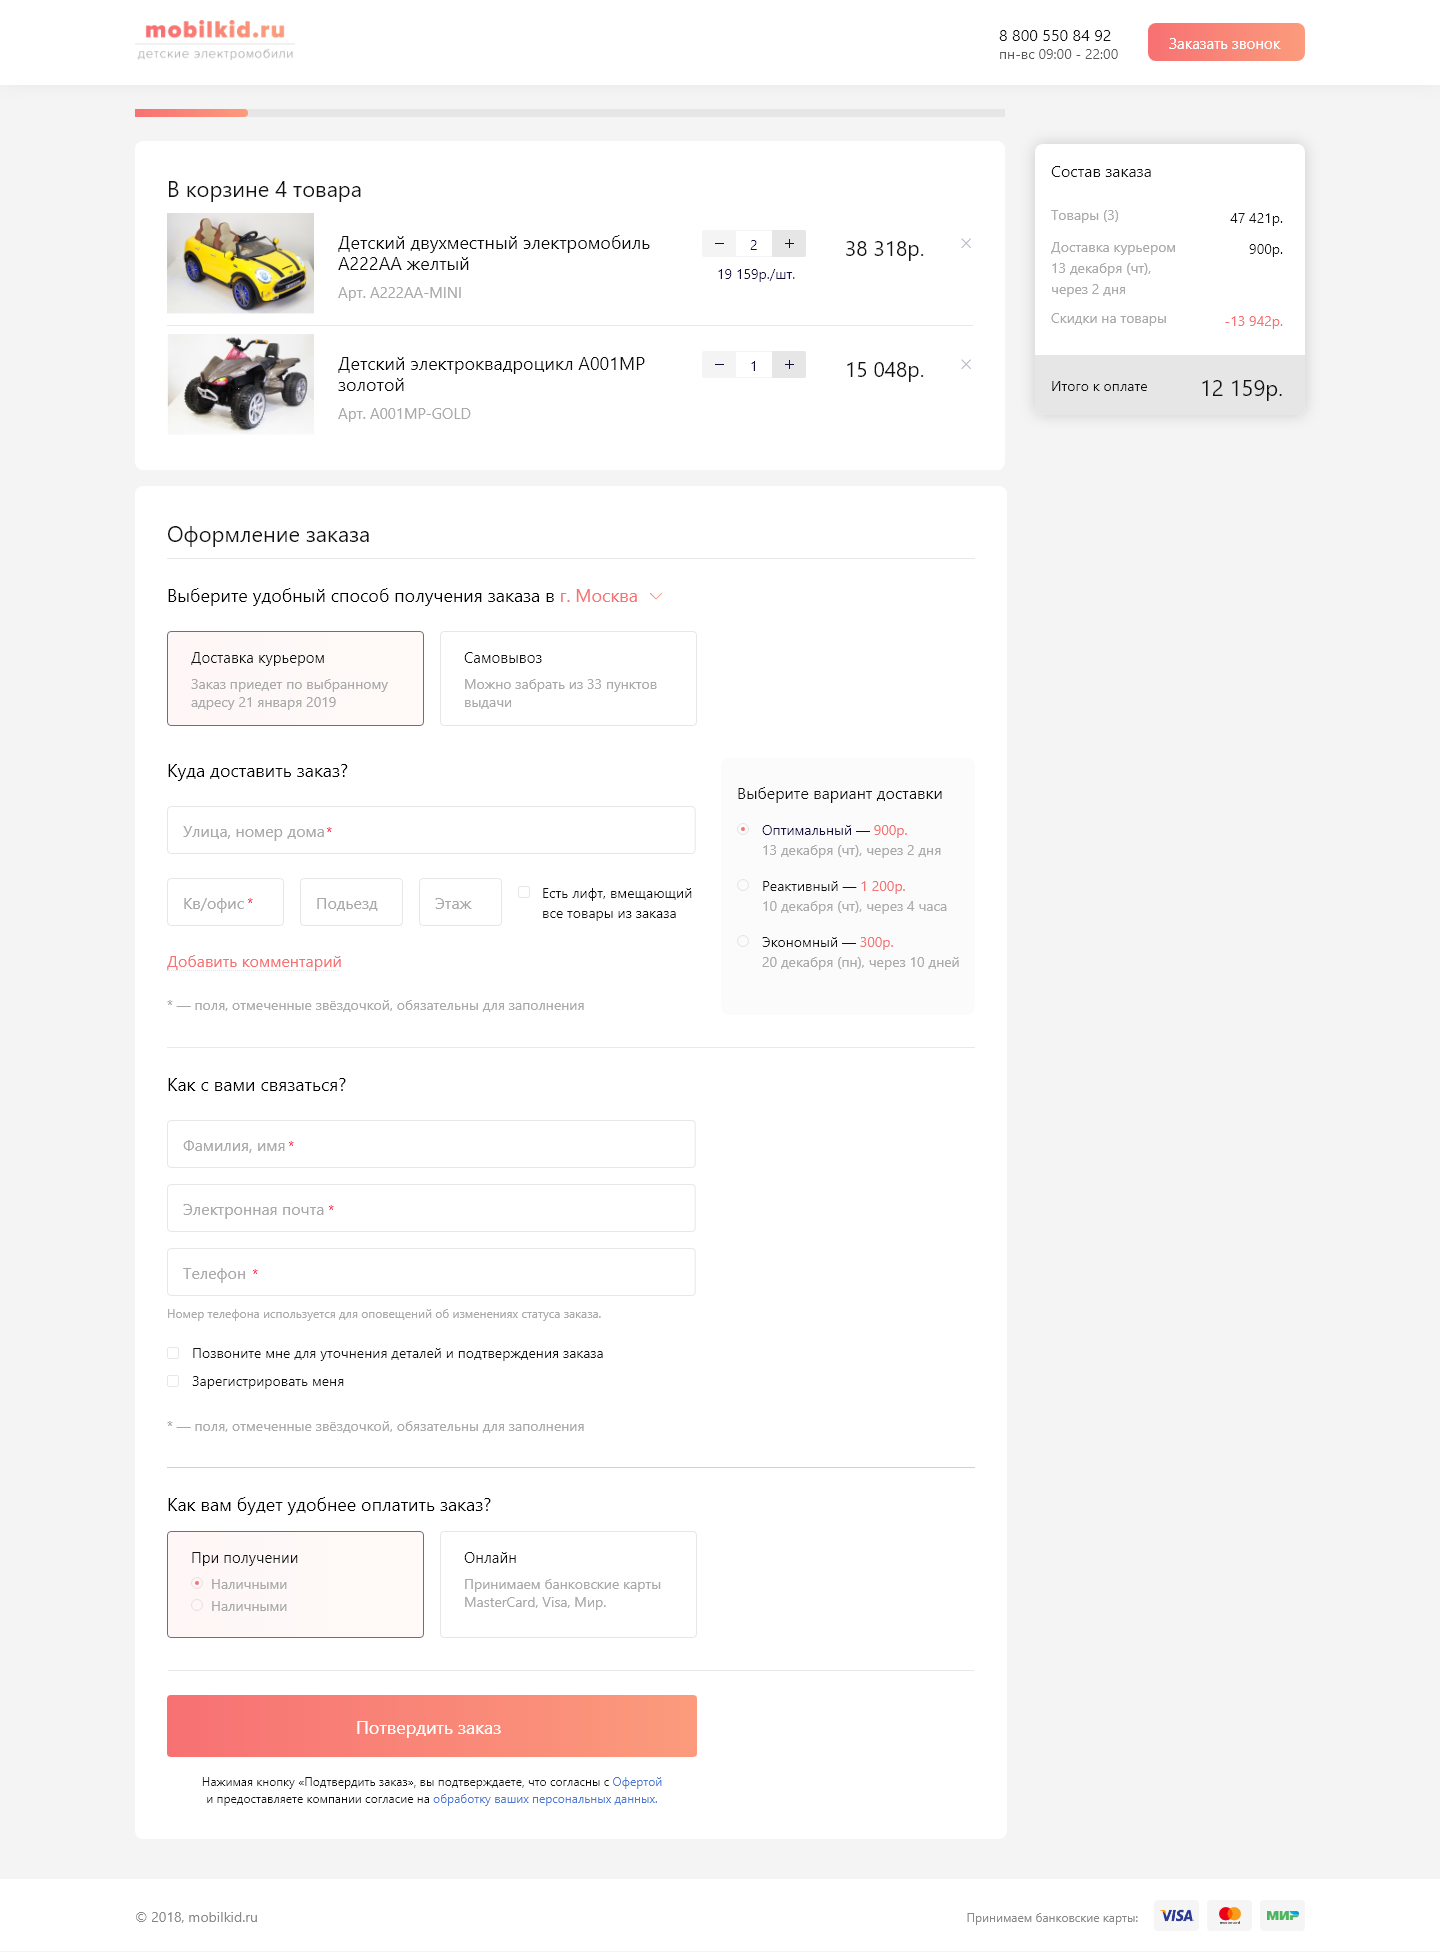 mobilkid.ru
детские электромобили
8 800 550 84 92
пн-вс 09:00 - 22:00
Заказать звонок
В корзине 4 товара
Детский двухместный электромобиль
A222AA желтый
Арт. A222AA-MINI
− 2 +
19 159р./шт.
38 318р.
Детский электроквадроцикл A001MP
золотой
Арт. A001MP-GOLD
− 1 +
15 048р.
Состав заказа
Товары (3) 47 421р.
Доставка курьером 900р.
13 декабря (чт),
через 2 дня
Скидки на товары -13 942р.
Итого к оплате 12 159р.
Оформление заказа
Выберите удобный способ получения заказа в г. Москва
Доставка курьером
Заказ приедет по выбранному
адресу 21 января 2019
Самовывоз
Можно забрать из 33 пунктов
выдачи
Куда доставить заказ?
Улица, номер дома*
Кв/офис *
Подьезд
Этаж
Есть лифт, вмещающий
все товары из заказа
Добавить комментарий
* — поля, отмеченные звёздочкой, обязательны для заполнения
Выберите вариант доставки
Оптимальный — 900р.
13 декабря (чт), через 2 дня
Реактивный — 1 200р.
10 декабря (чт), через 4 часа
Экономный — 300р.
20 декабря (пн), через 10 дней
Как с вами связаться?
Фамилия, имя *
Электронная почта *
Телефон *
Номер телефона используется для оповещений об изменениях статуса заказа.
Позвоните мне для уточнения деталей и подтверждения заказа
Зарегистрировать меня
* — поля, отмеченные звёздочкой, обязательны для заполнения
Как вам будет удобнее оплатить заказ?
При получении
Наличными
Наличными
Онлайн
Принимаем банковские карты
MasterCard, Visa, Мир.
Потвердить заказ
Нажимая кнопку «Подтвердить заказ», вы подтверждаете, что согласны с Офертой
и предоставляете компании согласие на обработку ваших персональных данных.
© 2018, mobilkid.ru
Принимаем банковские карты:
VISA
mastercard
МИР